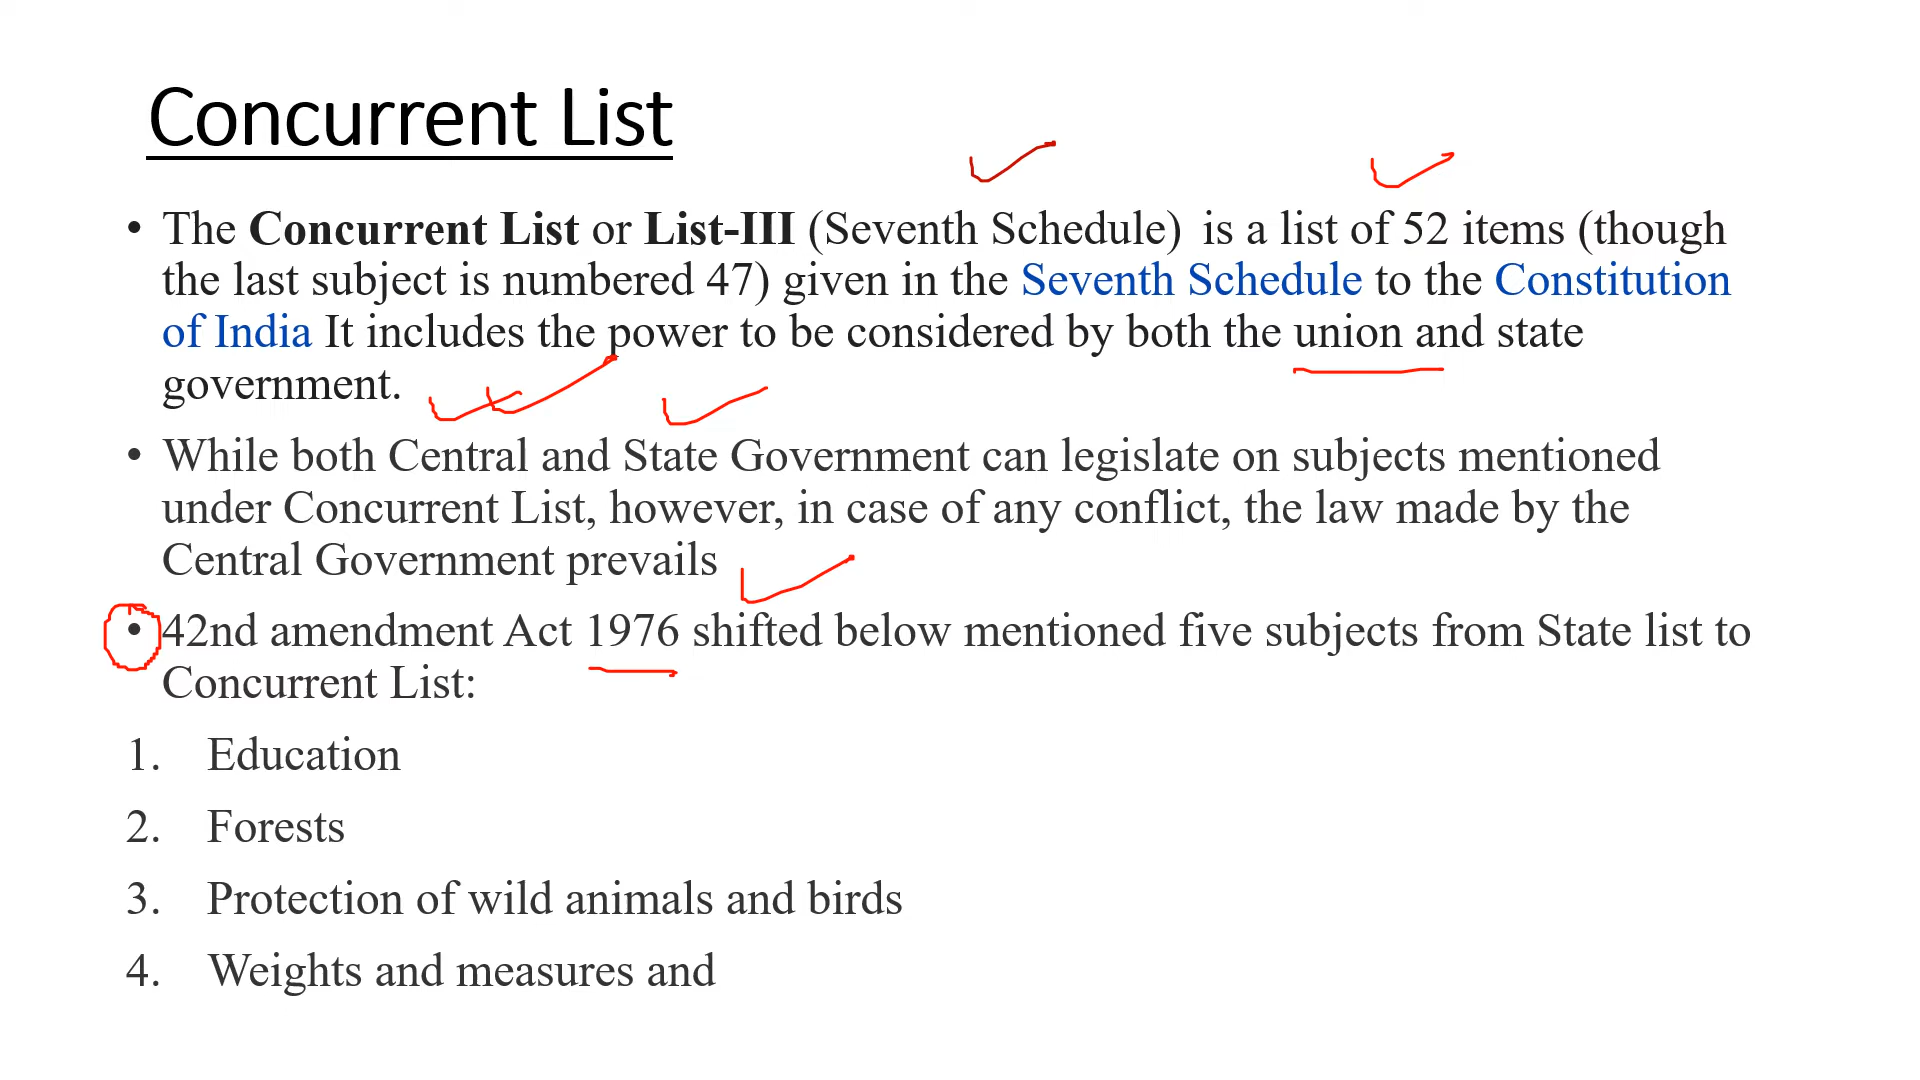 Concurrent List
• The Concurrent List or List-III (Seventh Schedule) is a list of 52 items (though
the last subject is numbered 47) given in the Seventh Schedule to the Constitution
of India It includes the power to be considered by both the union and state
government.
• While both Central and State Government can legislate on subjects mentioned
under Concurrent List, however, in case of any conflict, the law made by the
Central Government prevails
• 42nd amendment Act 1976 shifted below mentioned five subjects from State list to
Concurrent List:
1. Education
2. Forests
3. Protection of wild animals and birds
4. Weights and measures and